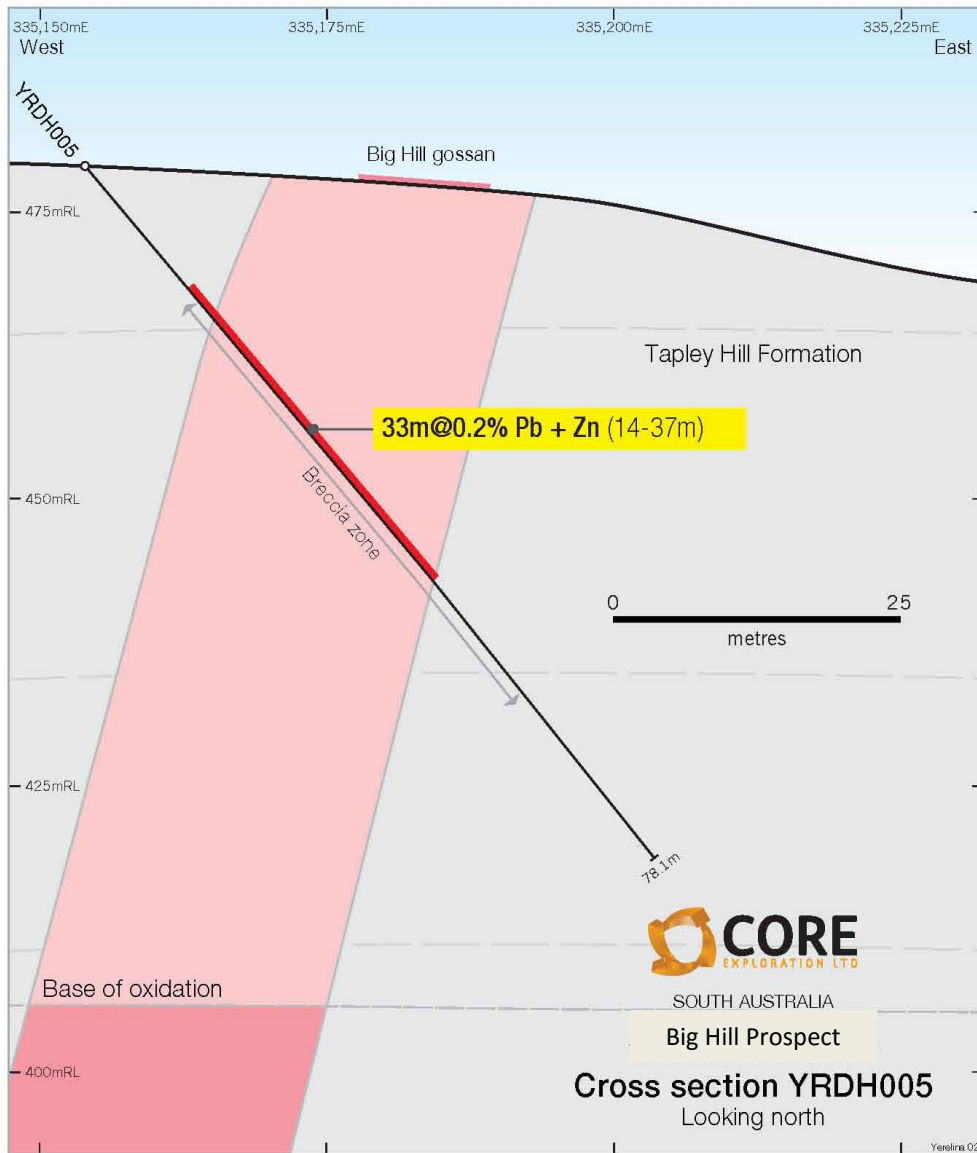 335,150mE
335,175mE
335,200mE
335,225mE
West
East
YRDH005
Big Hill gossan
475mRL
Tapley Hill Formation
33m@0.2% Pb + Zn (14-37m)
450mRL
Breccia zone
0
25
metres
425mRL
78.1m
CORE
EXPLORATION LTD
Base of oxidation
SOUTH AUSTRALIA
Big Hill Prospect
400mRL
Cross section YRDH005
Looking north
Yerelina 02